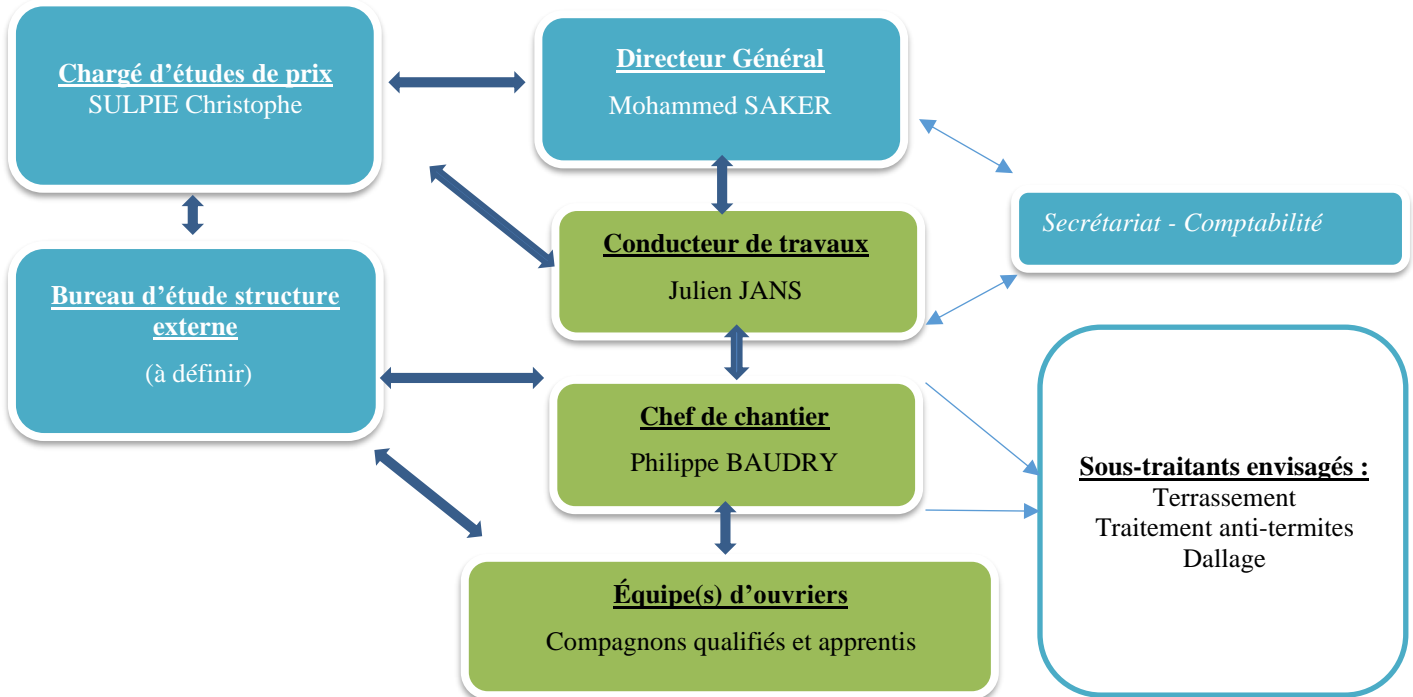 Chargé d’études de prix
SULPIE Christophe
Directeur Général
Mohammed SAKER
Secrétariat - Comptabilité
Conducteur de travaux
Julien JANS
Bureau d’étude structure
externe
(à définir)
Chef de chantier
Philippe BAUDRY
Sous-traitants envisagés :
Terrassement
Traitement anti-termites
Dallage
Équipe(s) d’ouvriers
Compagnons qualifiés et apprentis